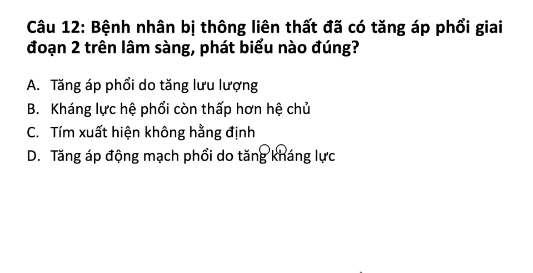 Câu 12: Bệnh nhân bị thông liên thất đã có tăng áp phổi giai
đoạn 2 trên lâm sàng, phát biểu nào đúng?
A. Tăng áp phổi do tăng lưu lượng
B. Kháng lực hệ phổi còn thấp hơn hệ chủ
C. Tím xuất hiện không hằng định
D. Tăng áp động mạch phổi do tăng kháng lực